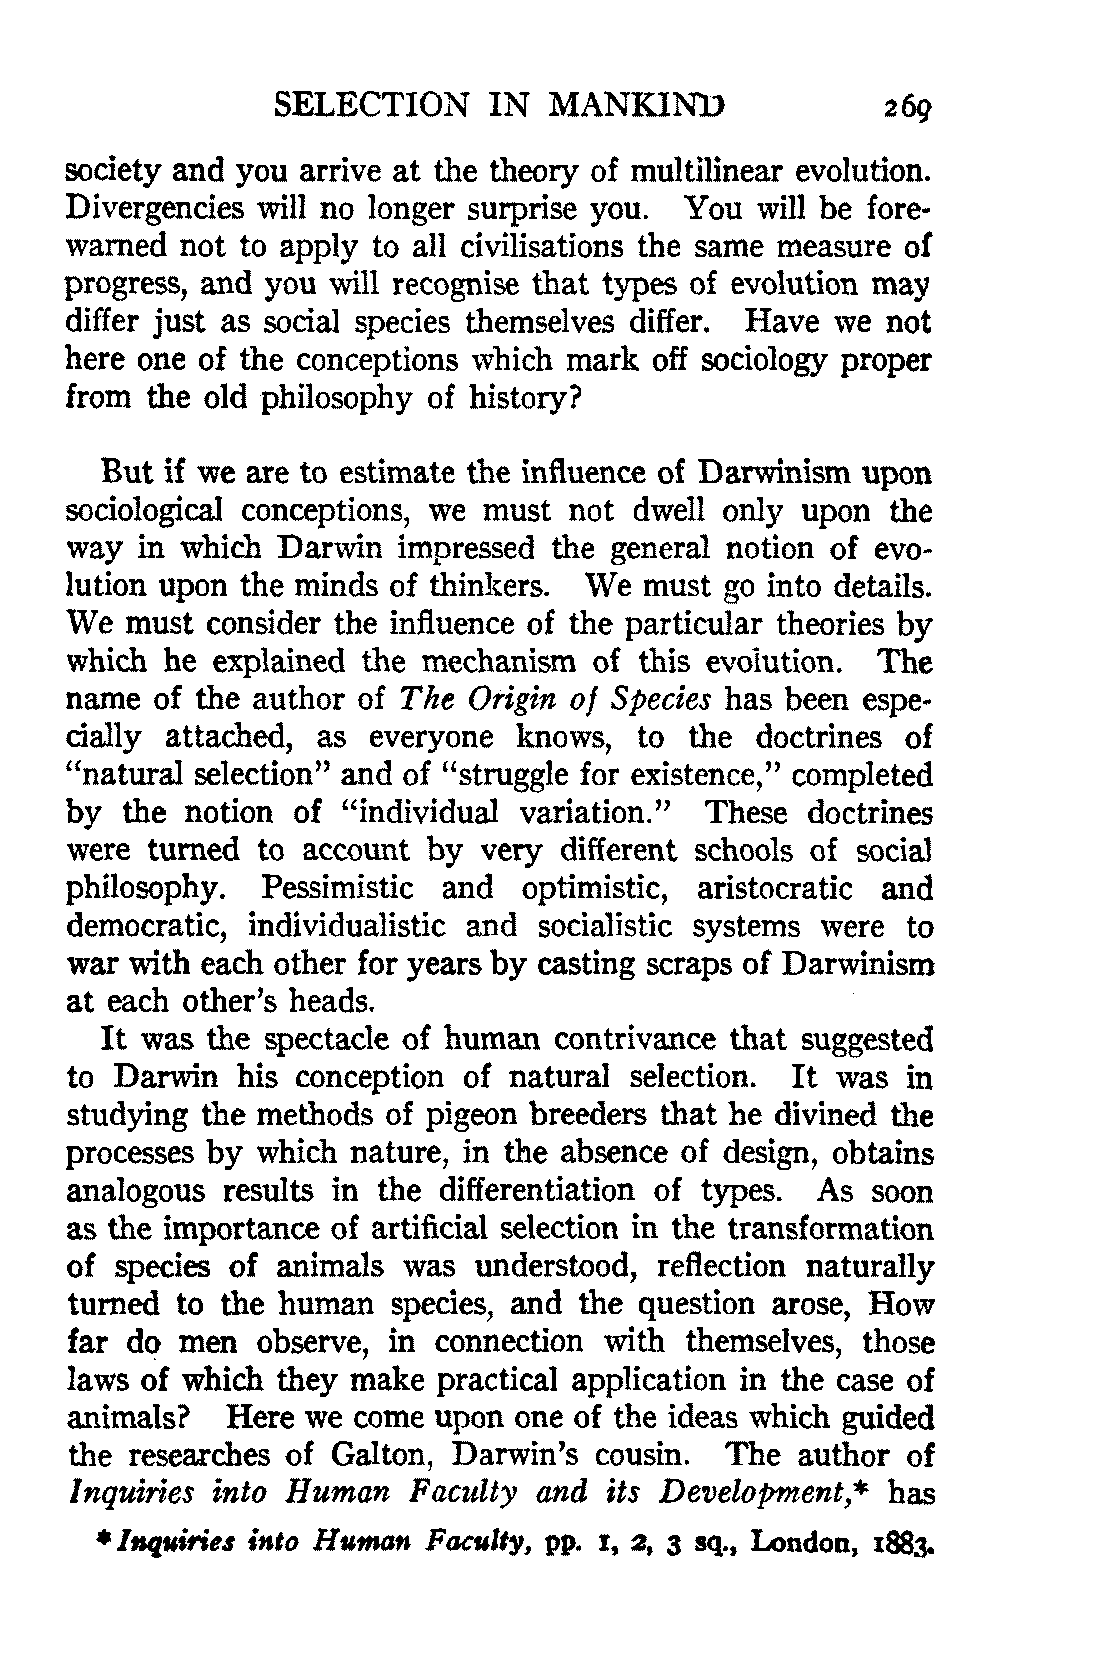 SELECTION IN MANKIND 269
society and you arrive at the theory of multilinear evolution.
Divergencies will no longer surprise you. You will be fore-
warned not to apply to all civilisations the same measure of
progress, and you will recognise that types of evolution may
differ just as social species themselves differ. Have we not
here one of the conceptions which mark off sociology proper
from the old philosophy of history?
But if we are to estimate the influence of Darwinism upon
sociological conceptions, we must not dwell only upon the
way in which Darwin impressed the general notion of evo-
lution upon the minds of thinkers. We must go into details.
We must consider the influence of the particular theories by
which he explained the mechanism of this evolution. The
name of the author of The Origin of Species has been espe-
cially attached, as everyone knows, to the doctrines of
“natural selection” and of “struggle for existence,” completed
by the notion of “individual variation.” These doctrines
were turned to account by very different schools of social
philosophy. Pessimistic and optimistic, aristocratic and
democratic, individualistic and socialistic systems were to
war with each other for years by casting scraps of Darwinism
at each other's heads.
It was the spectacle of human contrivance that suggested
to Darwin his conception of natural selection. It was in
studying the methods of pigeon breeders that he divined the
processes by which nature, in the absence of design, obtains
analogous results in the differentiation of types. As soon
as the importance of artificial selection in the transformation
of species of animals was understood, reflection naturally
turned to the human species, and the question arose, How
far do men observe, in connection with themselves, those
laws of which they make practical application in the case of
animals? Here we come upon one of the ideas which guided
the researches of Galton, Darwin's cousin. The author of
Inquiries into Human Faculty and its Development,* has
* Inquiries into Human Faculty, pp. 1, 2, 3 sq., London, 1883.